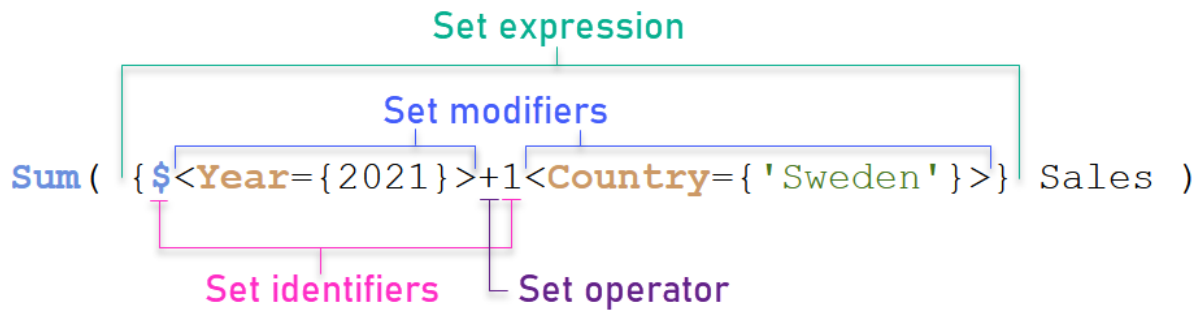 Set expression
Set modifiers
Sum( {$<Year={2021}>+1<Country={'Sweden'}>} Sales )
Set identifiers
Set operator